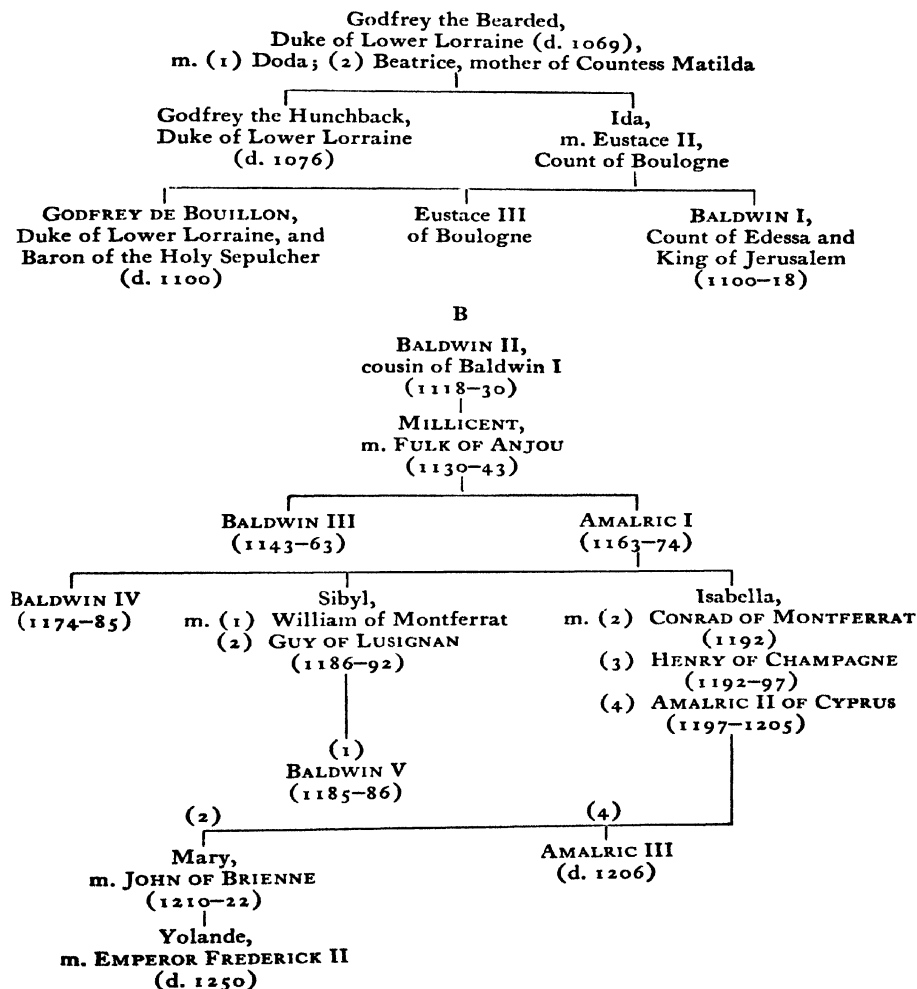 Godfrey the Bearded,
Duke of Lower Lorraine (d. 1069),
m. (1) Doda; (2) Beatrice, mother of Countess Matilda
Godfrey the Hunchback,
Duke of Lower Lorraine
(d. 1076)
Ida,
m. Eustace II,
Count of Boulogne
GODFREY DE BOUILLON,
Duke of Lower Lorraine, and
Baron of the Holy Sepulcher
(d. 1100)
Eustace III
of Boulogne
BALDWIN I,
Count of Edessa and
King of Jerusalem
(1100–18)
B
BALDWIN II,
cousin of Baldwin I
(1118–30)
MILLICENT,
m. FULK OF ANJOU
(1130–43)
BALDWIN III
(1143–63)
AMALRIC I
(1163–74)
BALDWIN IV
(1174–85)
Sibyl,
m. (1) William of Montferrat
(2) GUY OF LUSIGNAN
(1186–92)
Isabella,
m. (2) CONRAD OF MONTFERRAT
(1192)
(3) HENRY OF CHAMPAGNE
(1192–97)
(4) AMALRIC II OF CYPRUS
(1197–1205)
(1)
BALDWIN V
(1185–86)
(2)
Mary,
m. JOHN OF BRIENNE
(1210–22)
(4)
AMALRIC III
(d. 1206)
Yolande,
m. EMPEROR FREDERICK II
(d. 1250)